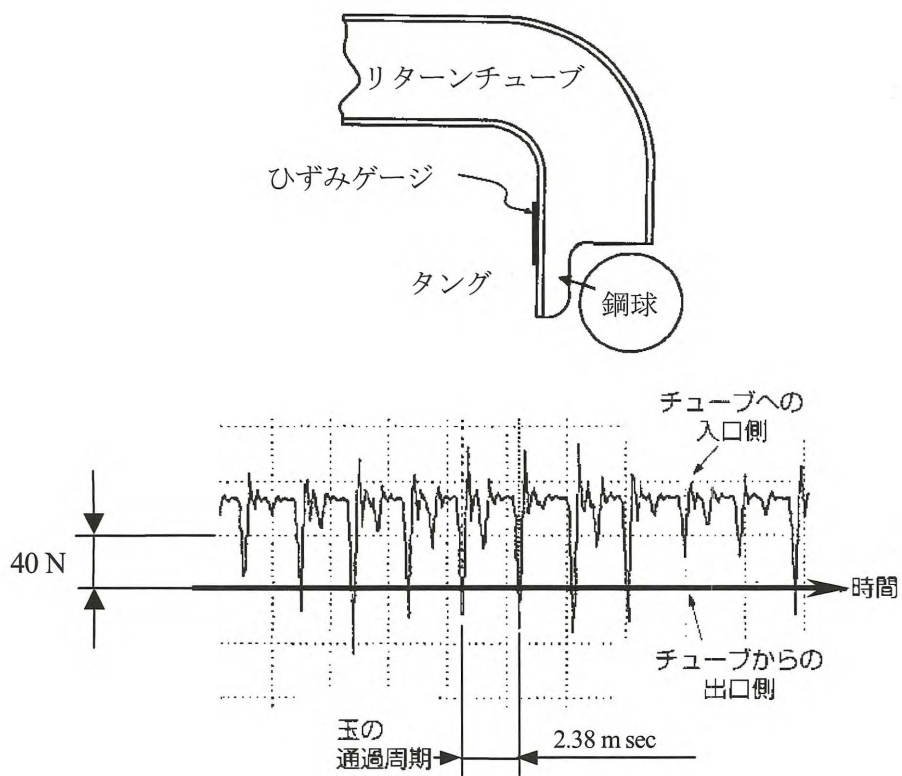 リターンチューブ
ひずみゲージ
タング
鋼球
チューブへの
入口側
40 N
時間
チューブからの
出口側
玉の
通過周期
2.38 m sec